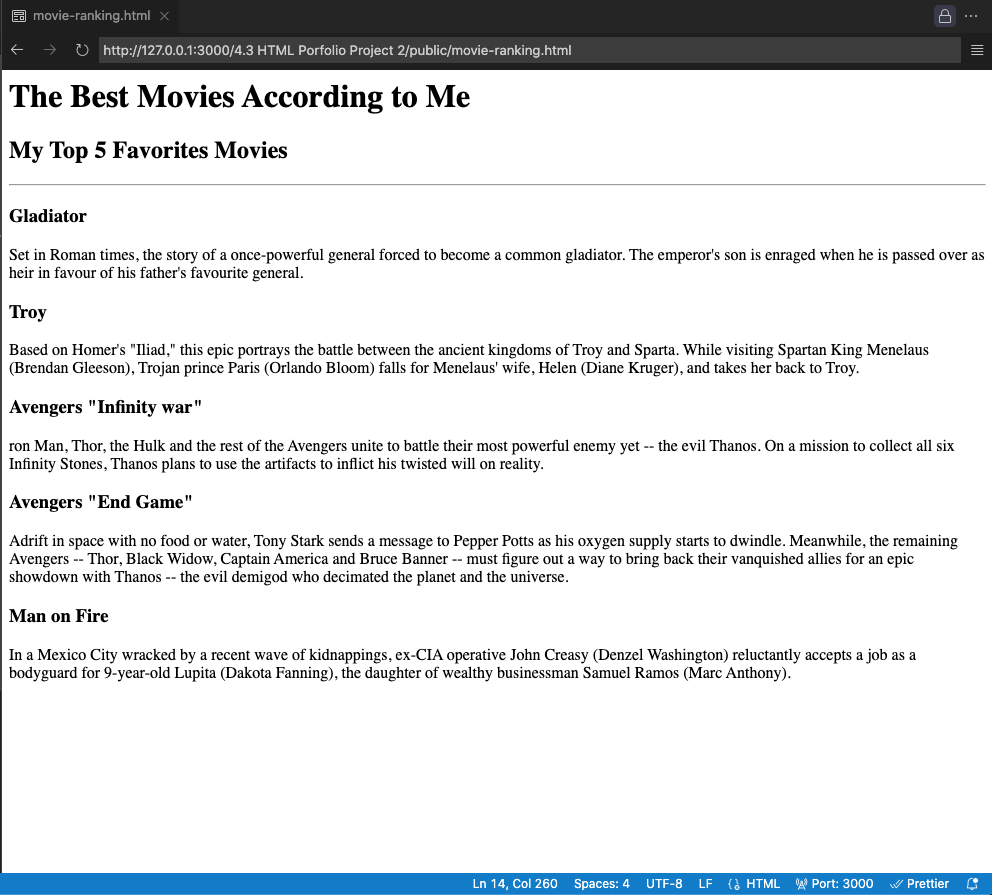 movie-ranking.html
http://127.0.0.1:3000/4.3 HTML Porfolio Project 2/public/movie-ranking.html
The Best Movies According to Me
My Top 5 Favorites Movies
Gladiator
Set in Roman times, the story of a once-powerful general forced to become a common gladiator. The emperor's son is enraged when he is passed over as
heir in favour of his father's favourite general.
Troy
Based on Homer's "Iliad," this epic portrays the battle between the ancient kingdoms of Troy and Sparta. While visiting Spartan King Menelaus
(Brendan Gleeson), Trojan prince Paris (Orlando Bloom) falls for Menelaus' wife, Helen (Diane Kruger), and takes her back to Troy.
Avengers "Infinity war"
ron Man, Thor, the Hulk and the rest of the Avengers unite to battle their most powerful enemy yet -- the evil Thanos. On a mission to collect all six
Infinity Stones, Thanos plans to use the artifacts to inflict his twisted will on reality.
Avengers "End Game"
Adrift in space with no food or water, Tony Stark sends a message to Pepper Potts as his oxygen supply starts to dwindle. Meanwhile, the remaining
Avengers -- Thor, Black Widow, Captain America and Bruce Banner -- must figure out a way to bring back their vanquished allies for an epic
showdown with Thanos -- the evil demigod who decimated the planet and the universe.
Man on Fire
In a Mexico City wracked by a recent wave of kidnappings, ex-CIA operative John Creasy (Denzel Washington) reluctantly accepts a job as a
bodyguard for 9-year-old Lupita (Dakota Fanning), the daughter of wealthy businessman Samuel Ramos (Marc Anthony).
Ln 14, Col 260 Spaces: 4 UTF-8 LF HTML Port: 3000 Prettier